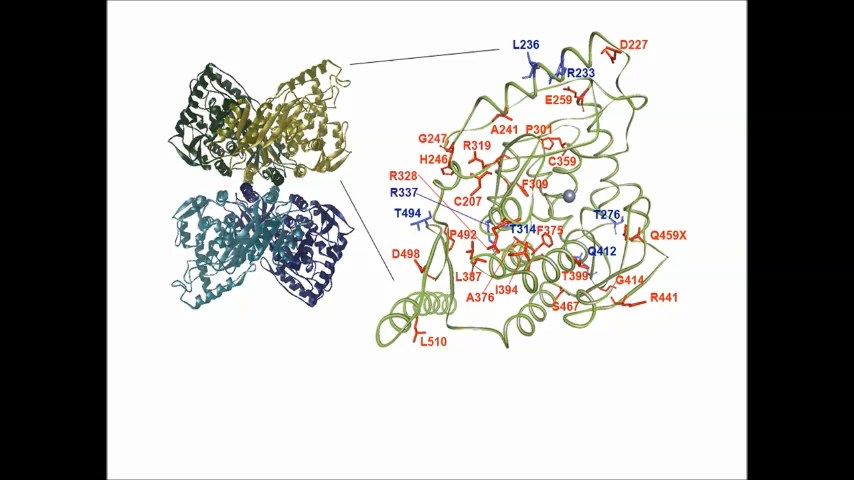 L236
D227
R233
E259
A241
P301
G247
R319
H246
C359
R328
F309
R337
C207
T494
T314
F375
T276
P492
Q459X
D498
Q412
L387
T399
I394
G414
A376
S467
R441
L510